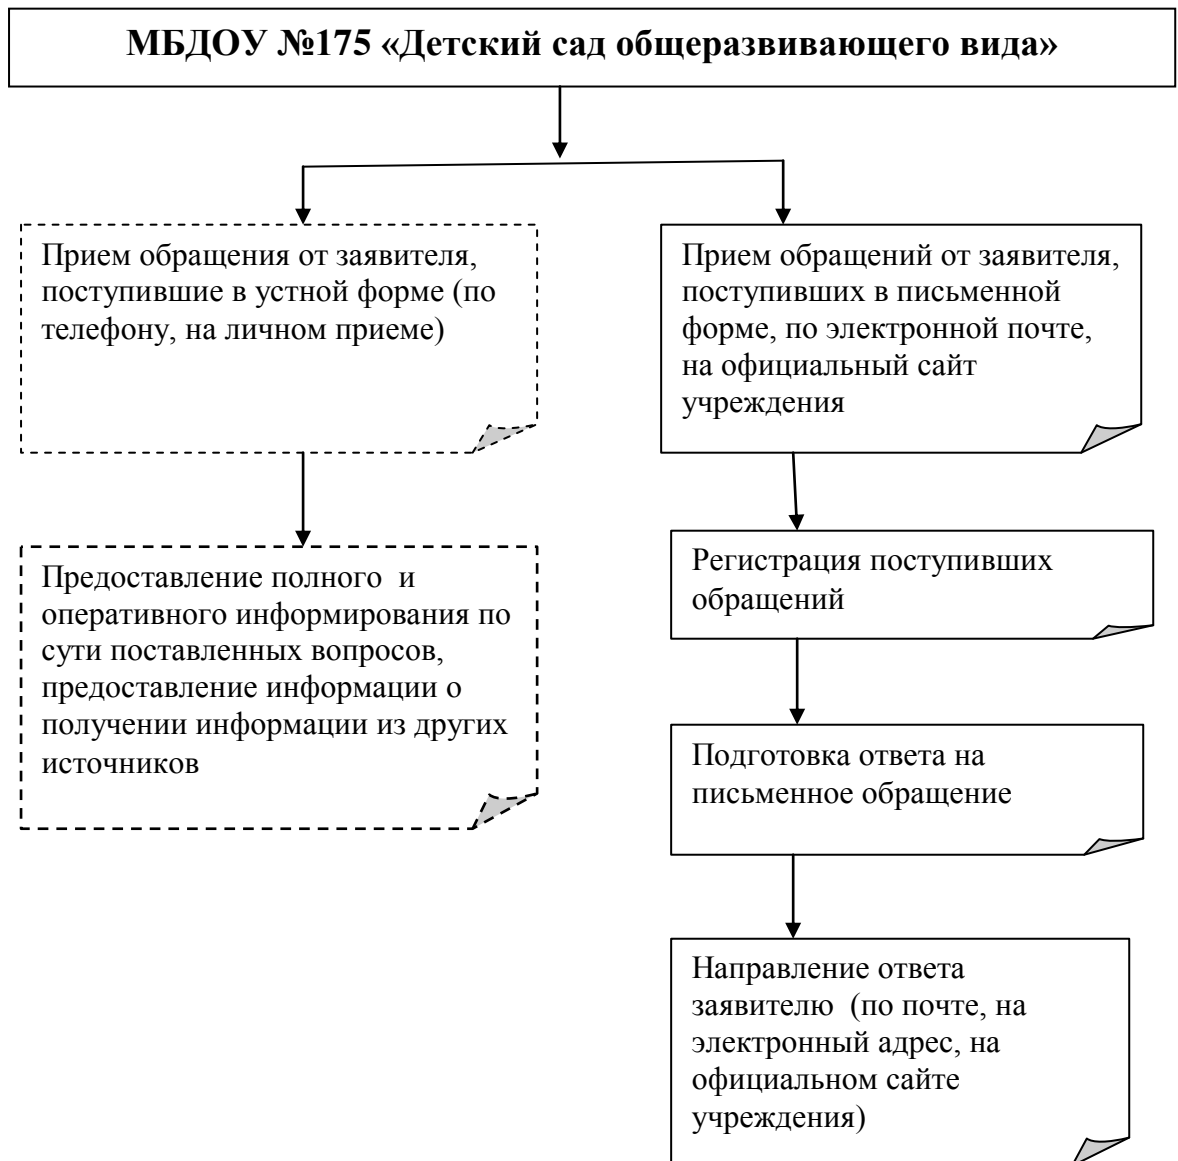 МБДОУ №175 «Детский сад общеразвивающего вида»
Прием обращения от заявителя,
поступившие в устной форме (по
телефону, на личном приеме)
Прием обращений от заявителя,
поступивших в письменной
форме, по электронной почте,
на официальный сайт
учреждения
Предоставление полного и
оперативного информирования по
сути поставленных вопросов,
предоставление информации о
получении информации из других
источников
Регистрация поступивших
обращений
Подготовка ответа на
письменное обращение
Направление ответа
заявителю (по почте, на
электронный адрес, на
официальном сайте
учреждения)